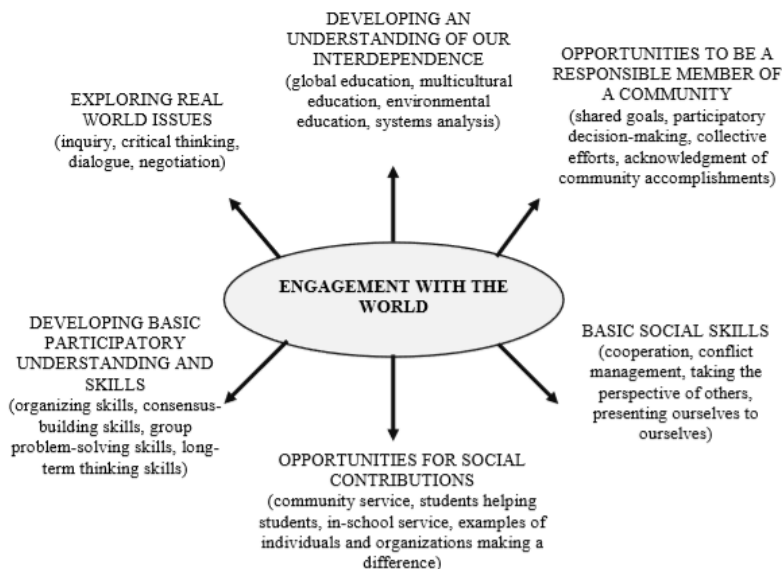 DEVELOPING AN
UNDERSTANDING OF OUR
INTERDEPENDENCE
(global education, multicultural
education, environmental
education, systems analysis)
OPPORTUNITIES TO BE A
RESPONSIBLE MEMBER OF
A COMMUNITY
(shared goals, participatory
decision-making, collective
efforts, acknowledgment of
community accomplishments)
EXPLORING REAL
WORLD ISSUES
(inquiry, critical thinking,
dialogue, negotiation)
ENGAGEMENT WITH THE
WORLD
DEVELOPING BASIC
PARTICIPATORY
UNDERSTANDING AND
SKILLS
(organizing skills, consensus-
building skills, group
problem-solving skills, long-
term thinking skills)
BASIC SOCIAL SKILLS
(cooperation, conflict
management, taking the
perspective of others,
presenting ourselves to
ourselves)
OPPORTUNITIES FOR SOCIAL
CONTRIBUTIONS
(community service, students helping
students, in-school service, examples of
individuals and organizations making a
difference)